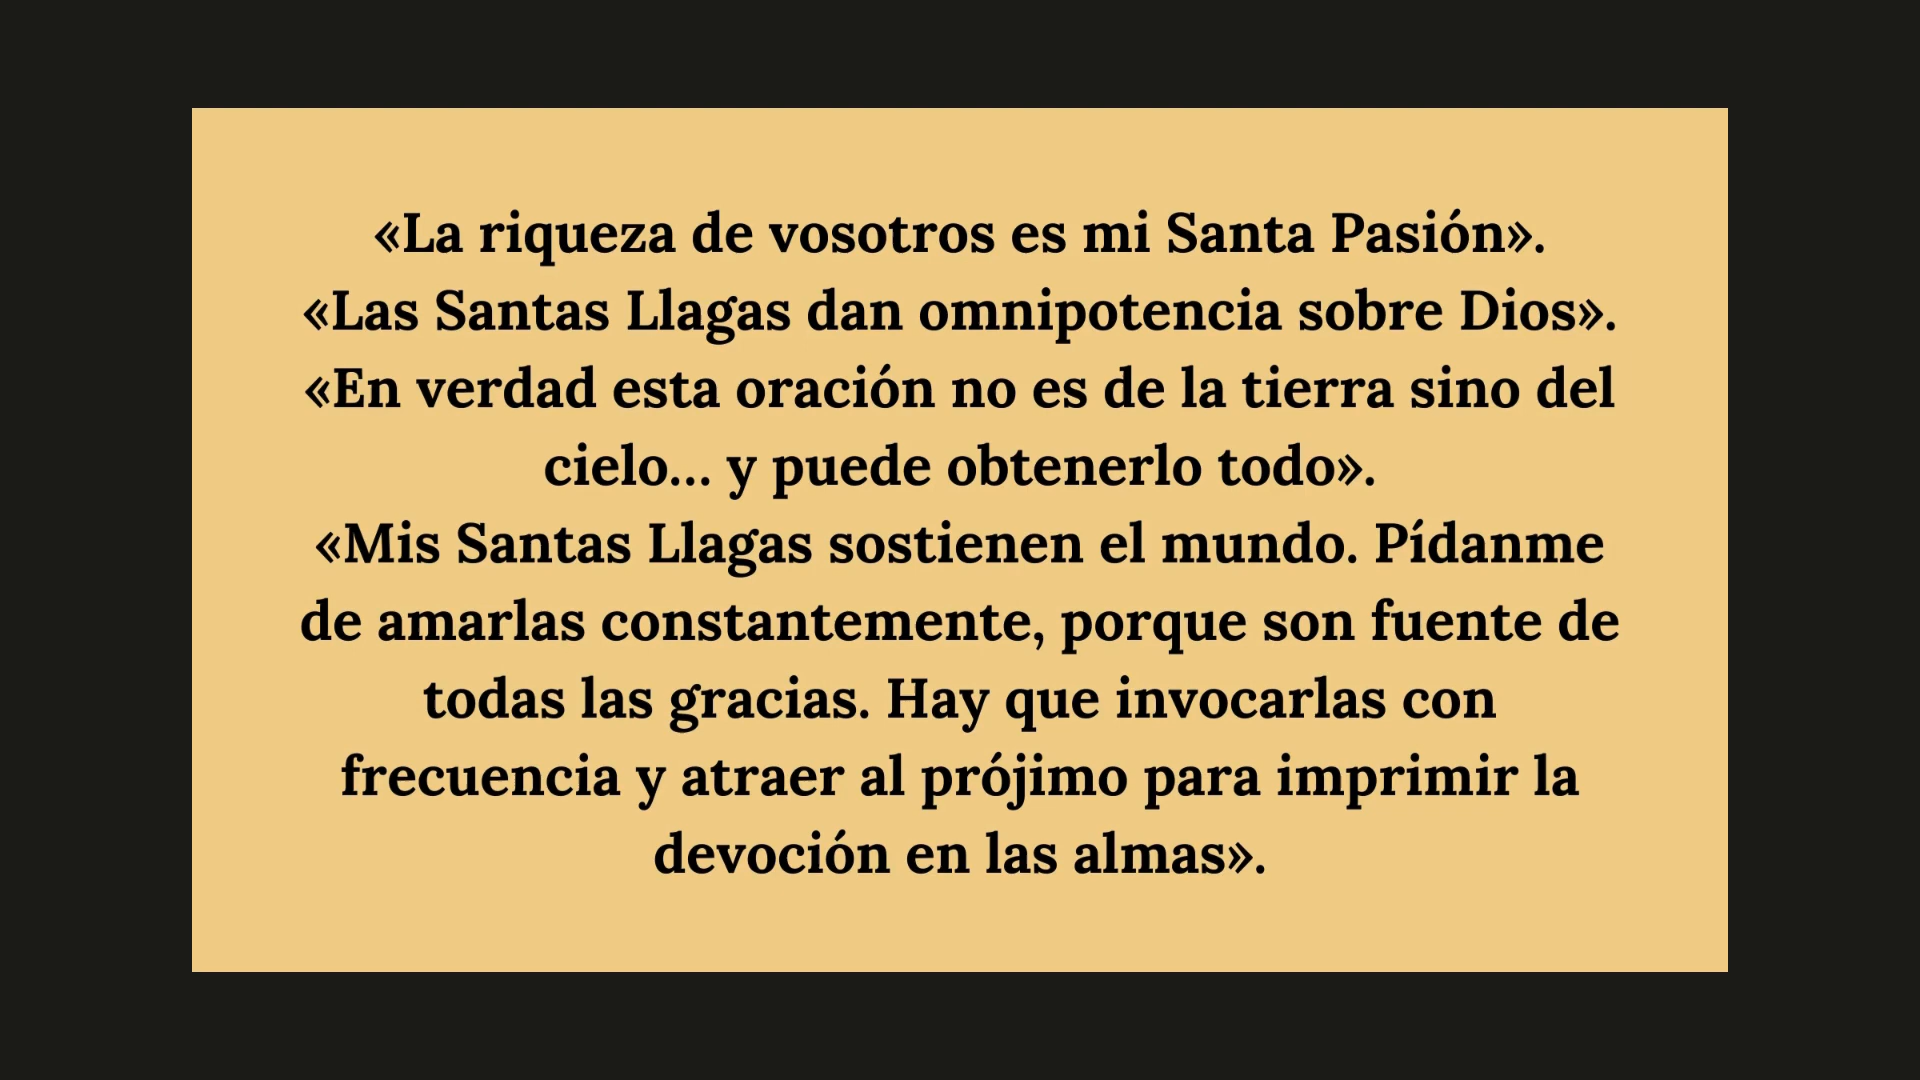 «La riqueza de vosotros es mi Santa Pasión».
«Las Santas Llagas dan omnipotencia sobre Dios».
«En verdad esta oración no es de la tierra sino del
cielo... y puede obtenerlo todo».
«Mis Santas Llagas sostienen el mundo. Pídanme
de amarlas constantemente, porque son fuente de
todas las gracias. Hay que invocarlas con
frecuencia y atraer al prójimo para imprimir la
devoción en las almas».